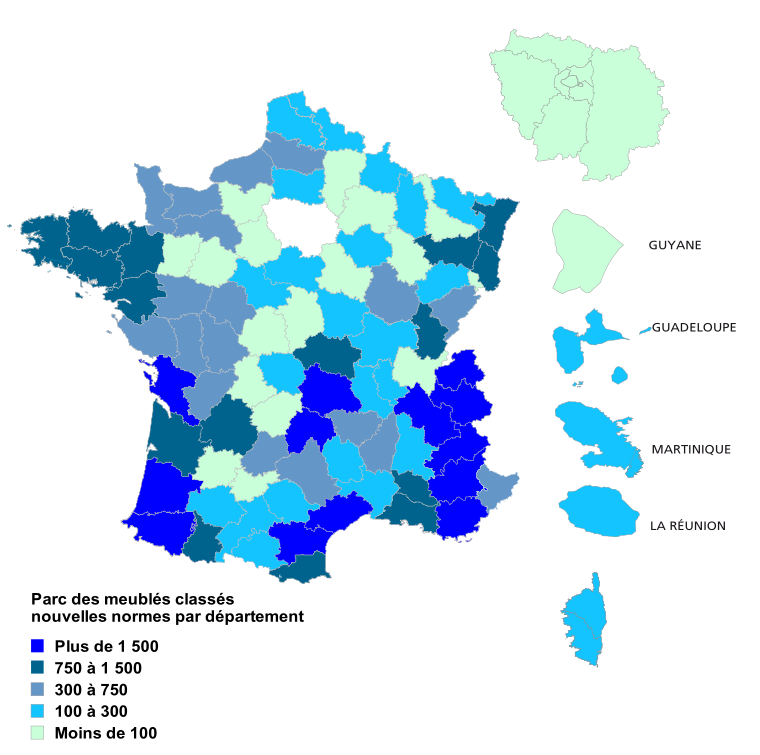 GUYANE
GUADELOUPE
MARTINIQUE
LA RÉUNION
Parc des meublés classés
nouvelles normes par département
Plus de 1 500
750 à 1 500
300 à 750
100 à 300
Moins de 100